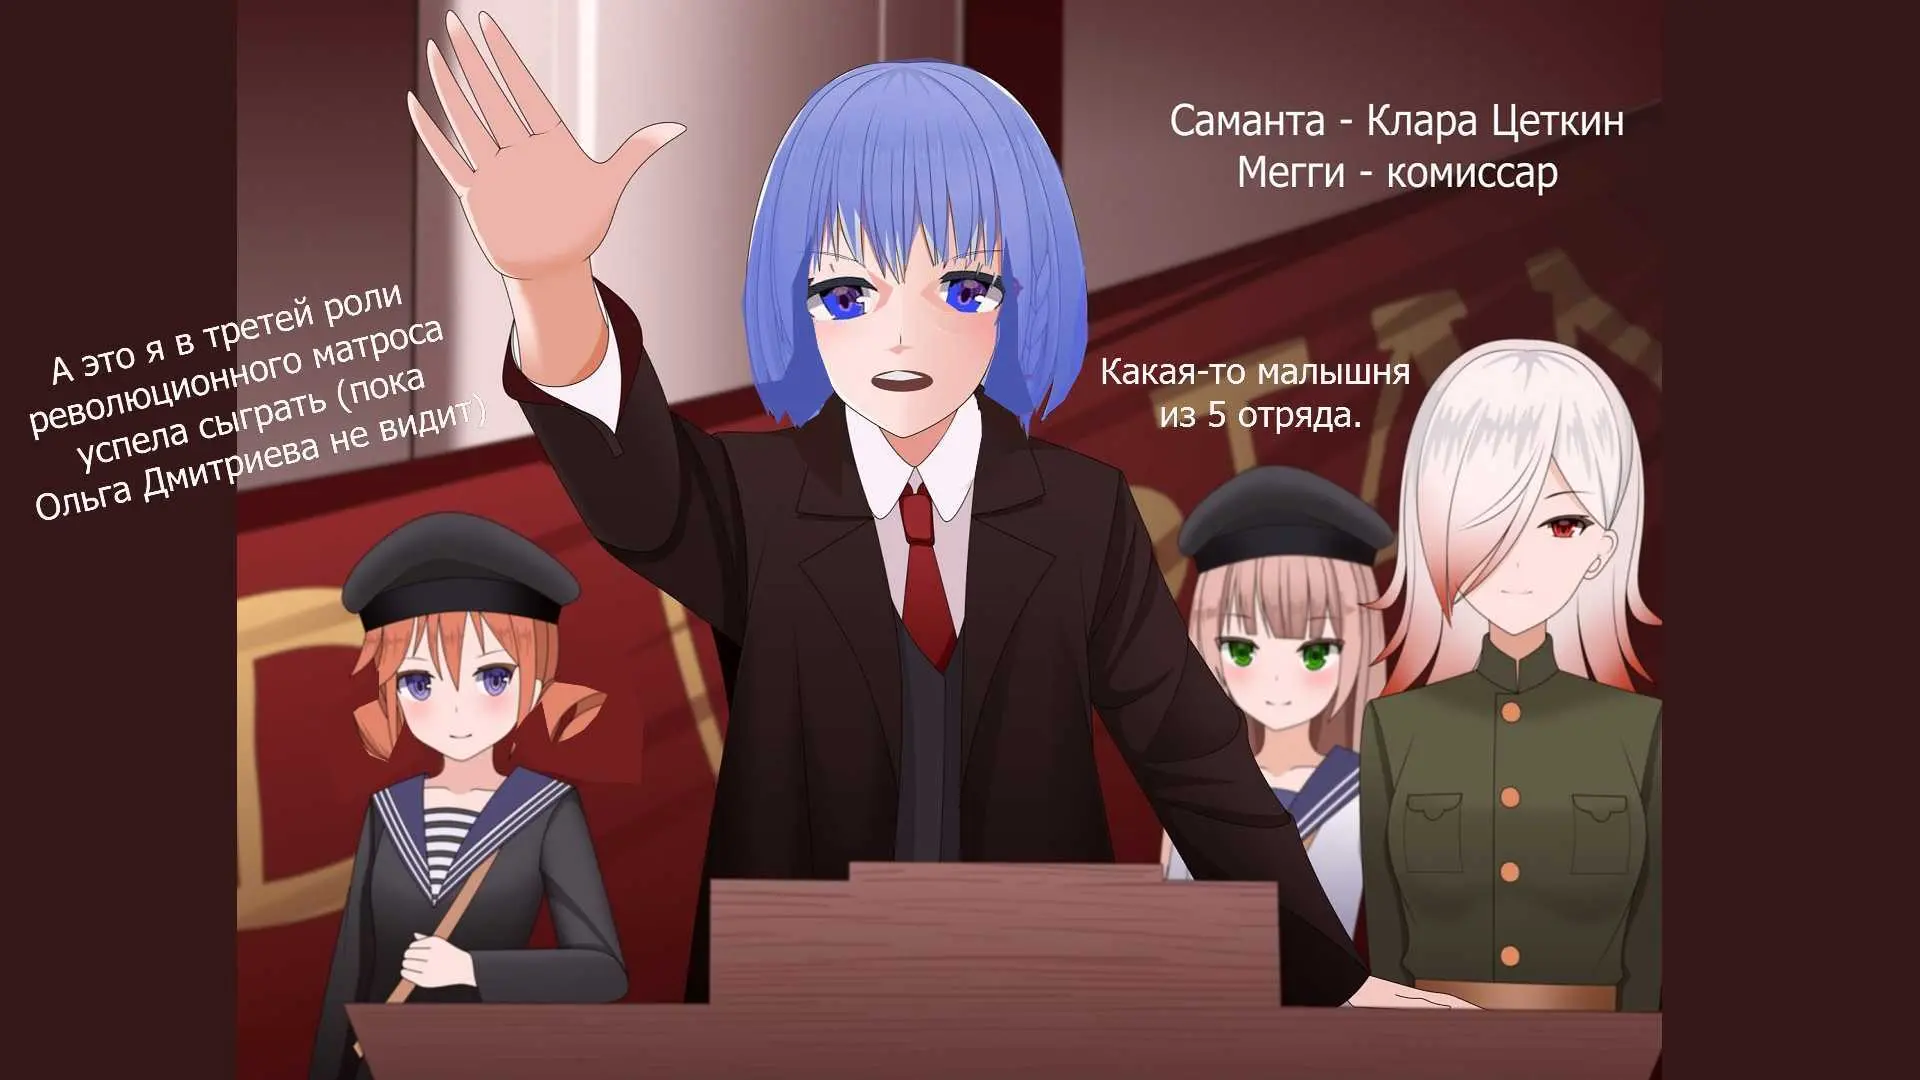 Саманта - Клара Цеткин
Мегги - комиссар
А это я в третей роли
революционного матроса
успела сыграть (пока
Ольга Дмитриева не видит)
Какая-то малышня
из 5 отряда.